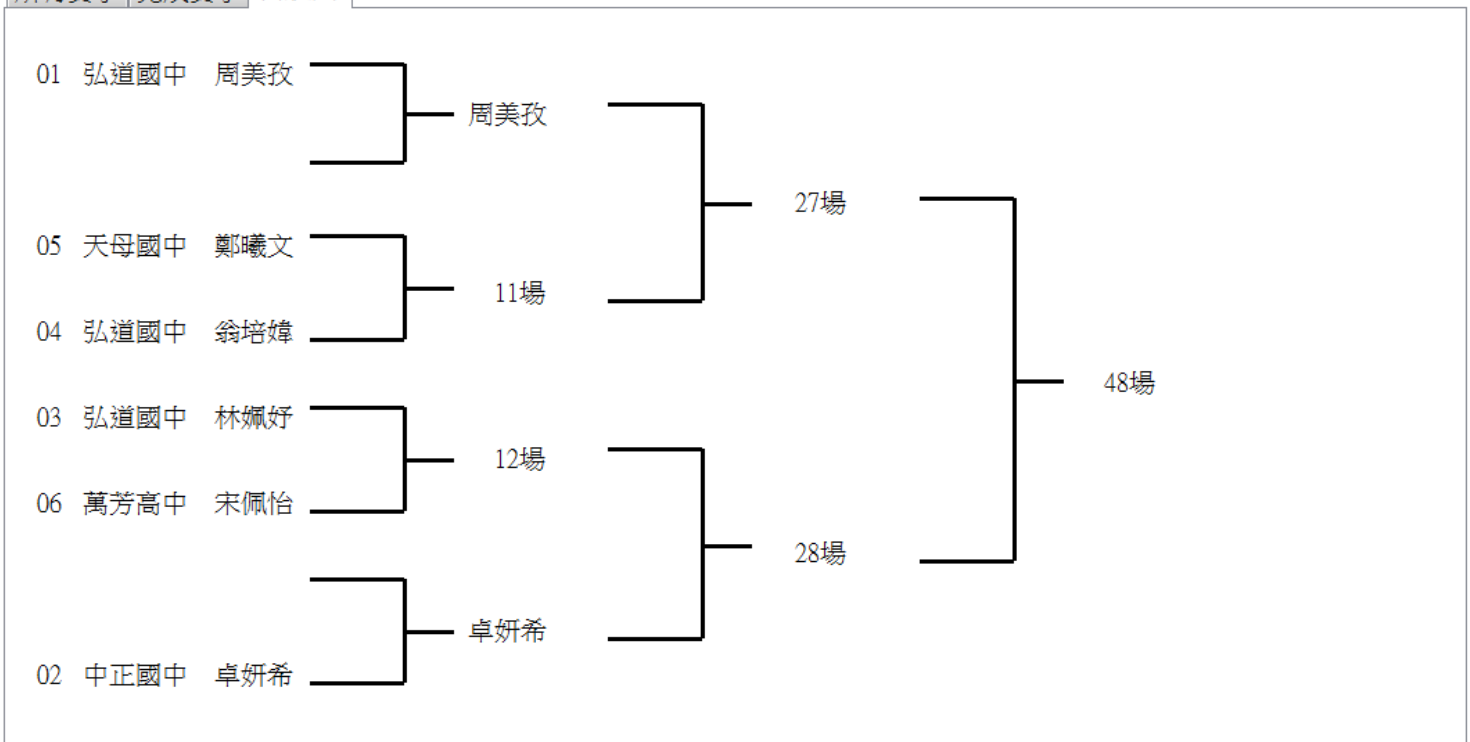 01 弘道國中 周美孜
周美孜
27場
05 天母國中 鄭曦文
11場
04 弘道國中 翁培媁
48場
03 弘道國中 林姵妤
12場
06 萬芳高中 宋佩怡
28場
卓妍希
02 中正國中 卓妍希